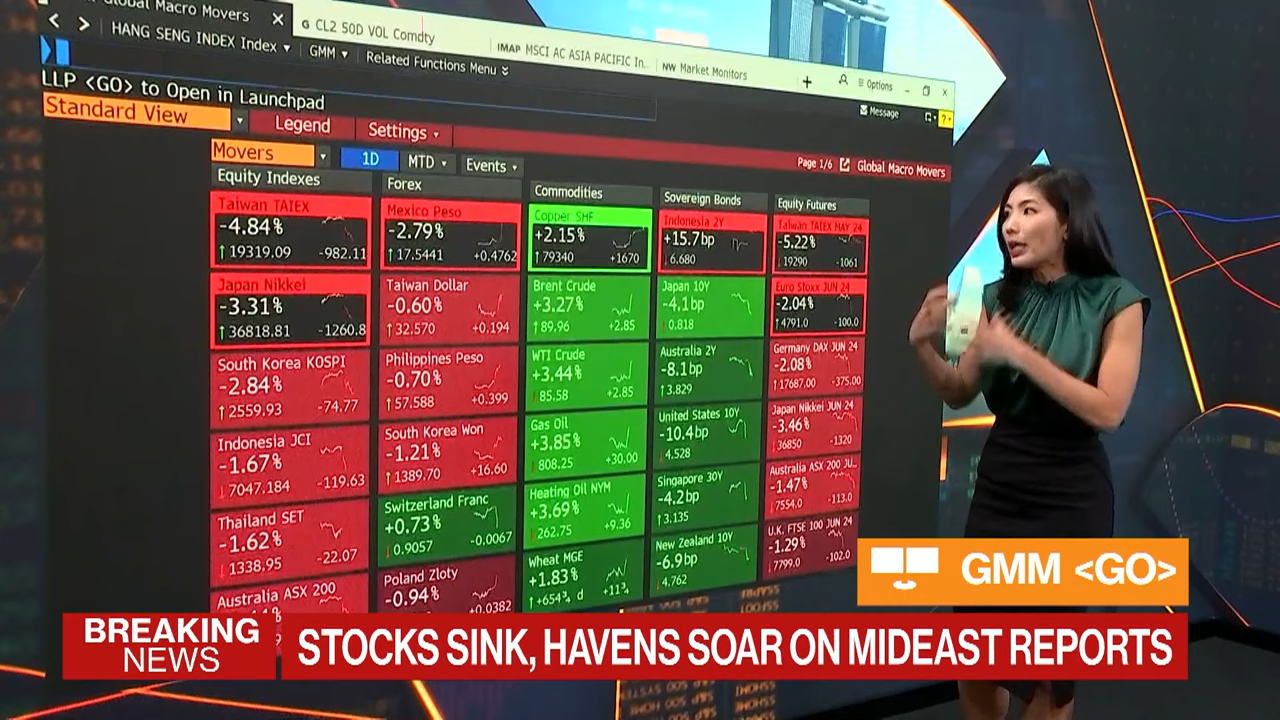 Global Macro Movers
CL2 50D VOL Comdty
IMAP MSCI AC ASIA PACIFIC In..
NW Market Monitors
Options
HANG SENG INDEX Index
GMM
Related Functions Menu
Message
LLP <GO> to Open in Launchpad
Standard View
Legend
Settings
Page 1/6
Global Macro Movers
Movers
1D
MTD
Events
Equity Indexes
Taiwan TAIEX
-4.84%
↑19319.09 -982.11
Japan Nikkei
-3.31%
↑36818.81 -1260.8
South Korea KOSPI
-2.84%
↑2559.93 -74.77
Indonesia JCI
-1.67%
↓7047.184 -119.63
Thailand SET
-1.62%
↓1338.95 -22.07
Australia ASX 200
Forex
Mexico Peso
-2.79%
↑17.5441 +0.4762
Taiwan Dollar
-0.60%
↑32.570 +0.194
Philippines Peso
-0.70%
↑57.588 +0.399
South Korea Won
-1.21%
↑1389.70 +16.60
Switzerland Franc
+0.73%
↓0.9057 -0.0067
Poland Zloty
-0.94%
+0.0382
Commodities
Copper SHF
+2.15%
↑79340 +1670
Brent Crude
+3.27%
↑89.96 +2.85
WTI Crude
+3.44%
↓85.58 +2.85
Gas Oil
+3.85%
↓808.25 +30.00
Heating Oil NYM
+3.69%
↓262.75 +9.36
Wheat MGE
+1.83%
↑+654¾ d +11¾
Sovereign Bonds
Indonesia 2Y
+15.7bp
↓6.680
Japan 10Y
-4.1bp
↓0.818
Australia 2Y
-8.1bp
↑3.829
United States 10Y
-10.4bp
↓4.528
Singapore 30Y
-4.2bp
↑3.135
New Zealand 10Y
-6.9bp
↓4.762
Equity Futures
Taiwan TAIEX MAY 24
-5.22%
↓19290 -1061
Euro Stoxx JUN 24
-2.04%
↑4791.0 -100.0
Germany DAX JUN 24
-2.08%
↑17687.00 -375.00
Japan Nikkei JUN 24
-3.46%
↑36850 -1320
Australia ASX 200 JU..
-1.47%
↓7554.0 -113.0
U.K. FTSE 100 JUN 24
-1.29%
↓7799.0 -102.0
GMM <GO>
BREAKING
NEWS
STOCKS SINK, HAVENS SOAR ON MIDEAST REPORTS